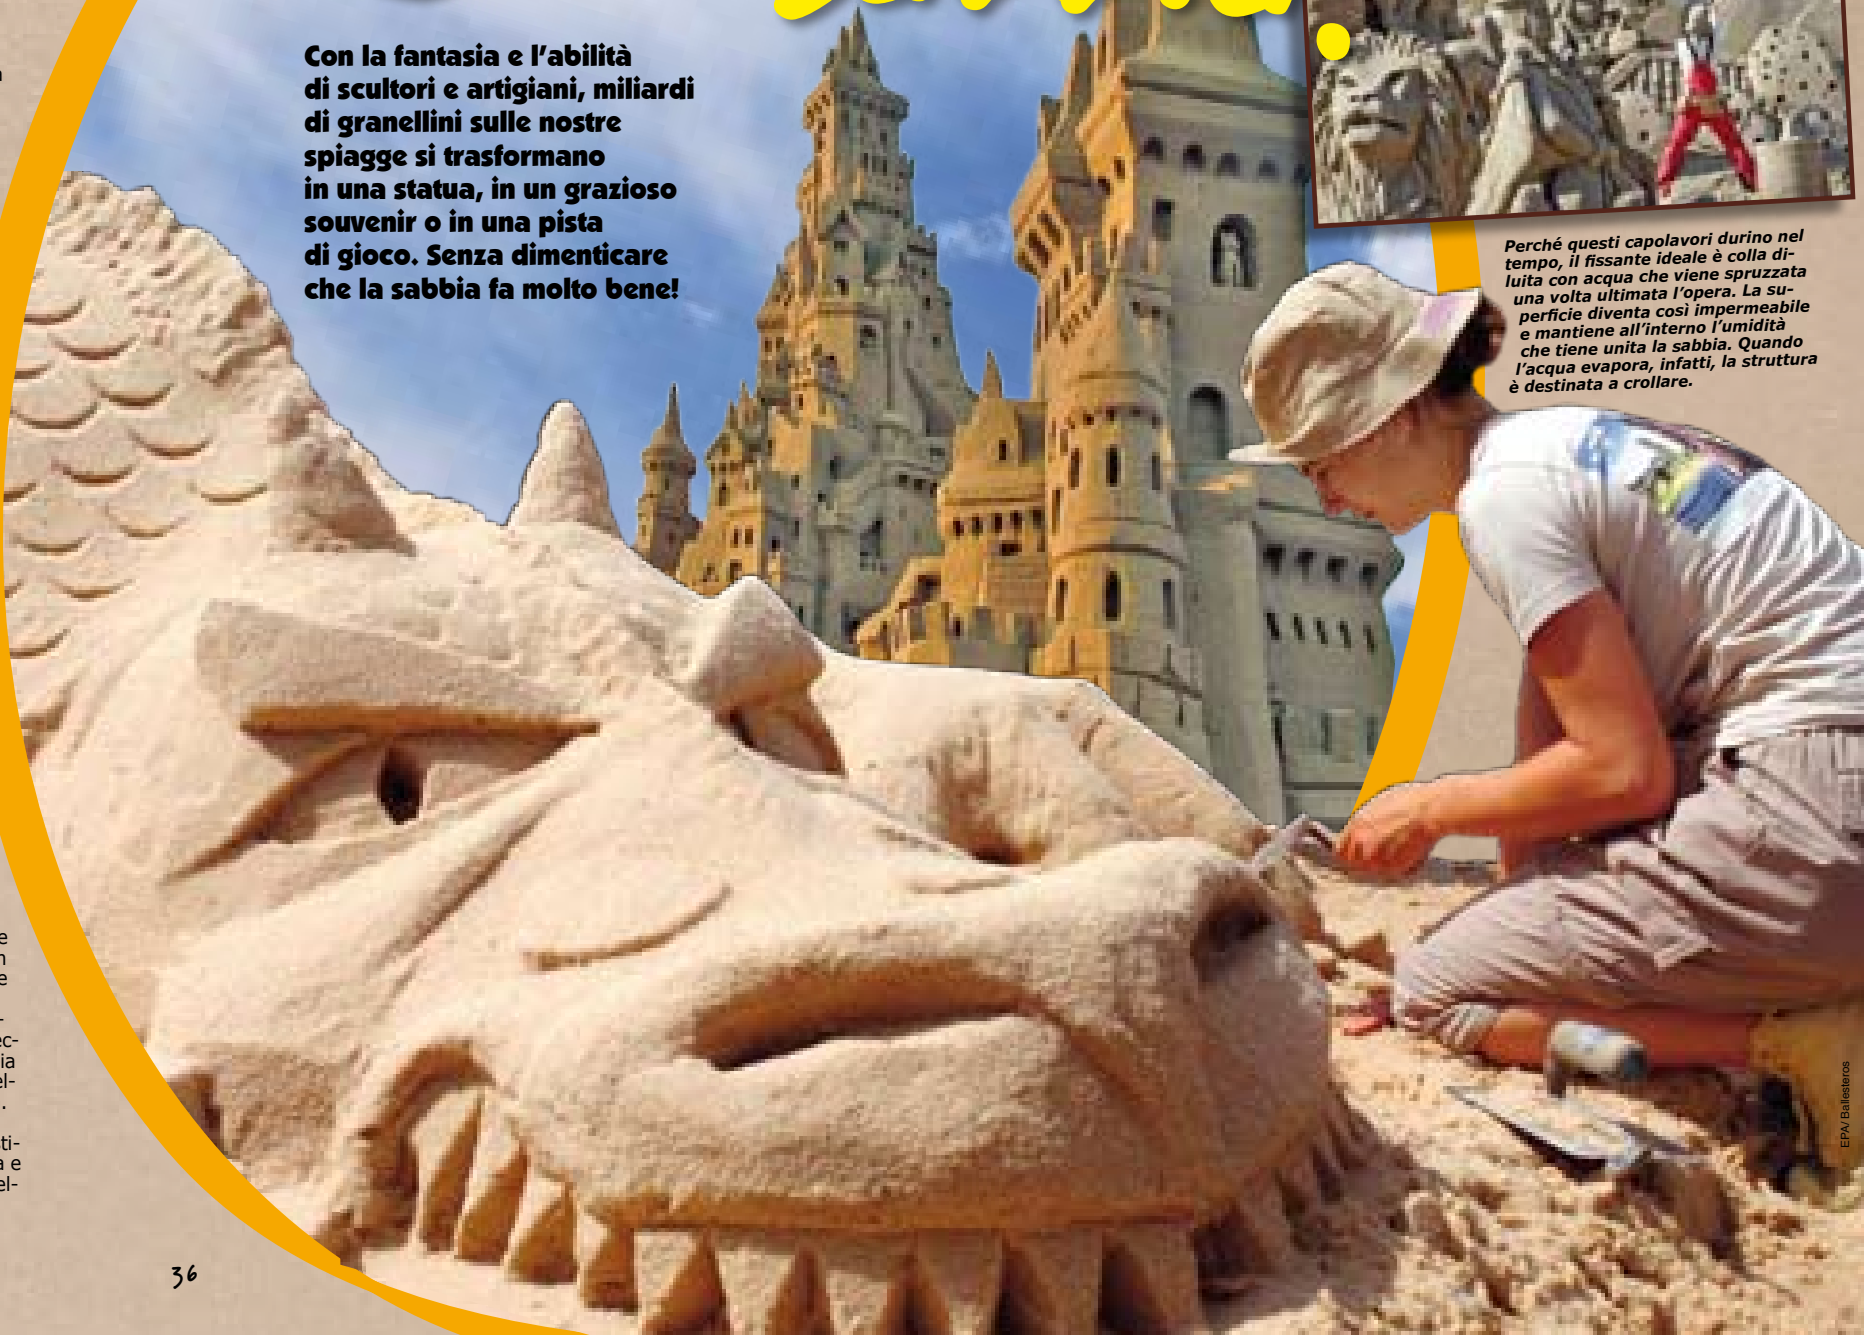 Con la fantasia e l'abilità
di scultori e artigiani, miliardi
di granellini sulle nostre
spiagge si trasformano
in una statua, in un grazioso
souvenir o in una pista
di gioco. Senza dimenticare
che la sabbia fa molto bene!
Perché questi capolavori durino nel
tempo, il fissante ideale è colla di-
luita con acqua che viene spruzzata
una volta ultimata l'opera. La su-
perficie diventa così impermeabile
e mantiene all'interno l'umidità
che tiene unita la sabbia. Quando
l'acqua evapora, infatti, la struttura
è destinata a crollare.
EPA/ Ballesteros
36